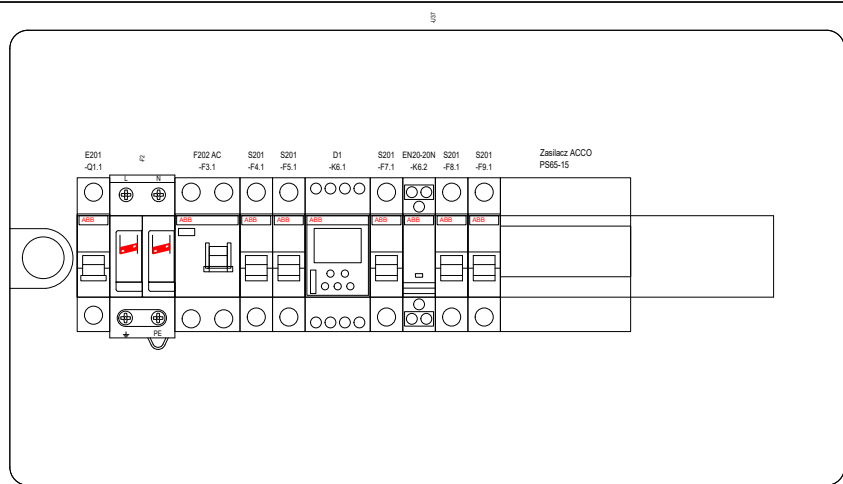 E201
-Q1.1
F2
F202 AC
-F3.1
S201
-F4.1
S201
-F5.1
D1
-K6.1
S201
-F7.1
EN20-20N
-K6.2
S201
-F8.1
S201
-F9.1
Zasilacz ACCO
PS65-15
L N
ABB ABB ABB ABB ABB ABB ABB ABB
PE